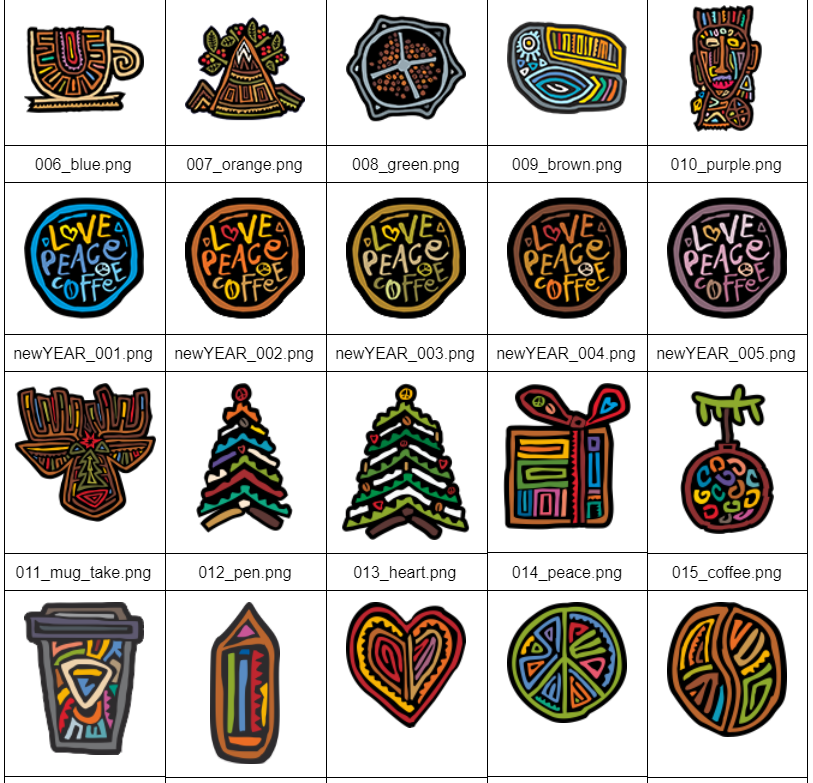 006_blue.png
007_orange.png
008_green.png
009_brown.png
010_purple.png
LOVE
PEACE
COFFEE
LOVE
PEACE
COFFEE
LOVE
PEACE
COFFEE
LOVE
PEACE
COFFEE
LOVE
PEACE
COFFEE
newYEAR_001.png
newYEAR_002.png
newYEAR_003.png
newYEAR_004.png
newYEAR_005.png
011_mug_take.png
012_pen.png
013_heart.png
014_peace.png
015_coffee.png